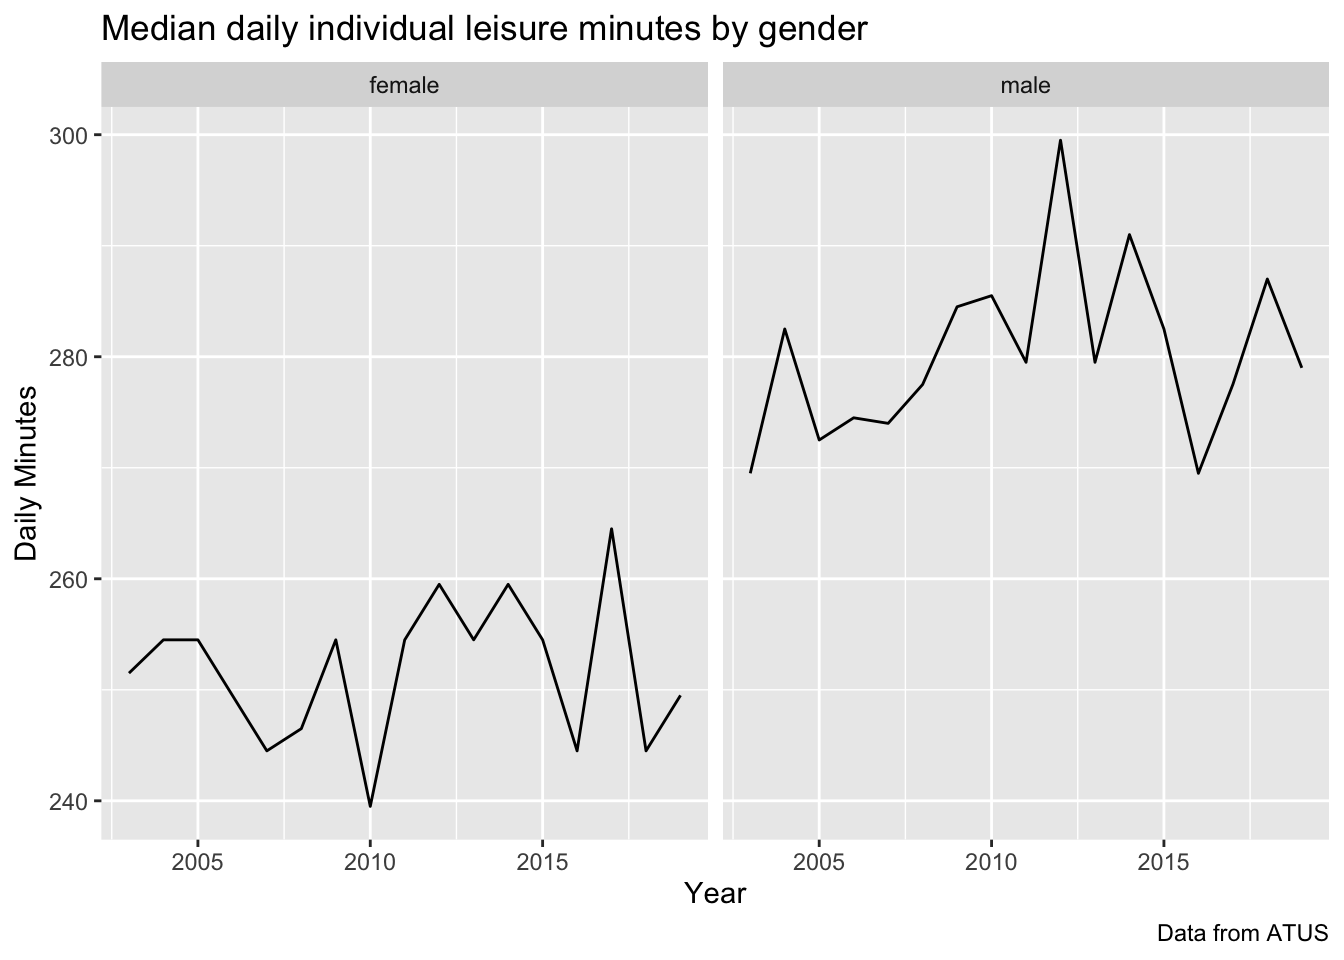 Median daily individual leisure minutes by gender
female
male
300
280
260
240
Daily Minutes
2005
2010
2015
2005
2010
2015
Year
Data from ATUS